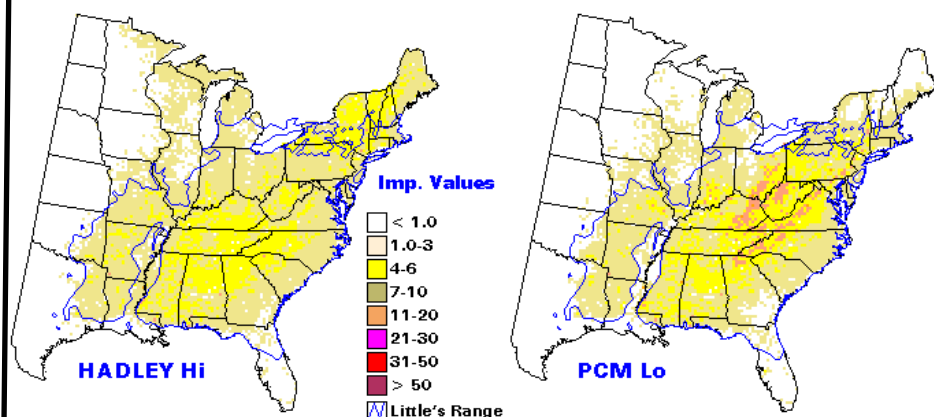 Imp. Values
< 1.0
1.0-3
4-6
7-10
11-20
21-30
31-50
> 50
Little's Range
HADLEY Hi
PCM Lo